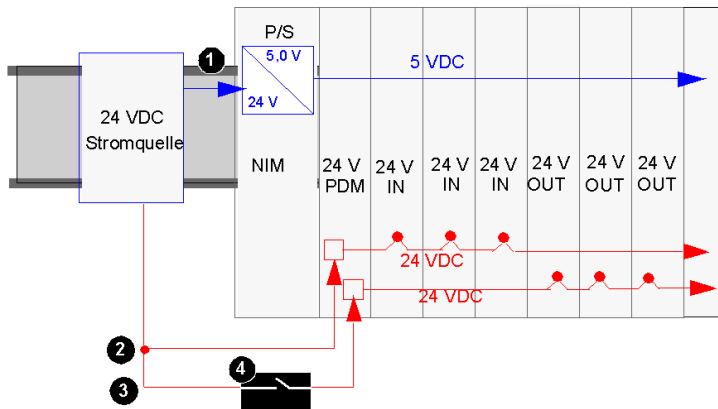 P/S
1
5,0 V
5 VDC
24 V
24 VDC
Stromquelle
NIM
24 V
PDM
24 V
IN
24 V
IN
24 V
IN
24 V
OUT
24 V
OUT
24 V
OUT
24 VDC
24 VDC
2
4
3